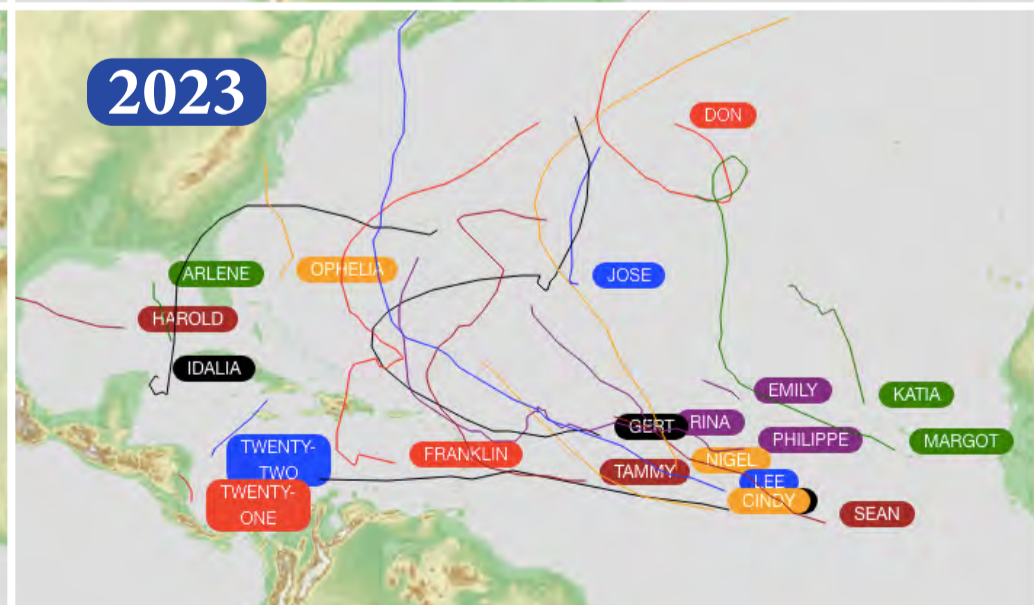 2023
DON
ARLENE
OPHELIA
JOSE
HAROLD
IDALIA
EMILY
KATIA
GERT
RINA
PHILIPPE
MARGOT
TWENTY-
TWO
FRANKLIN
NIGEL
TAMMY
LEE
TWENTY-
ONE
CINDY
SEAN